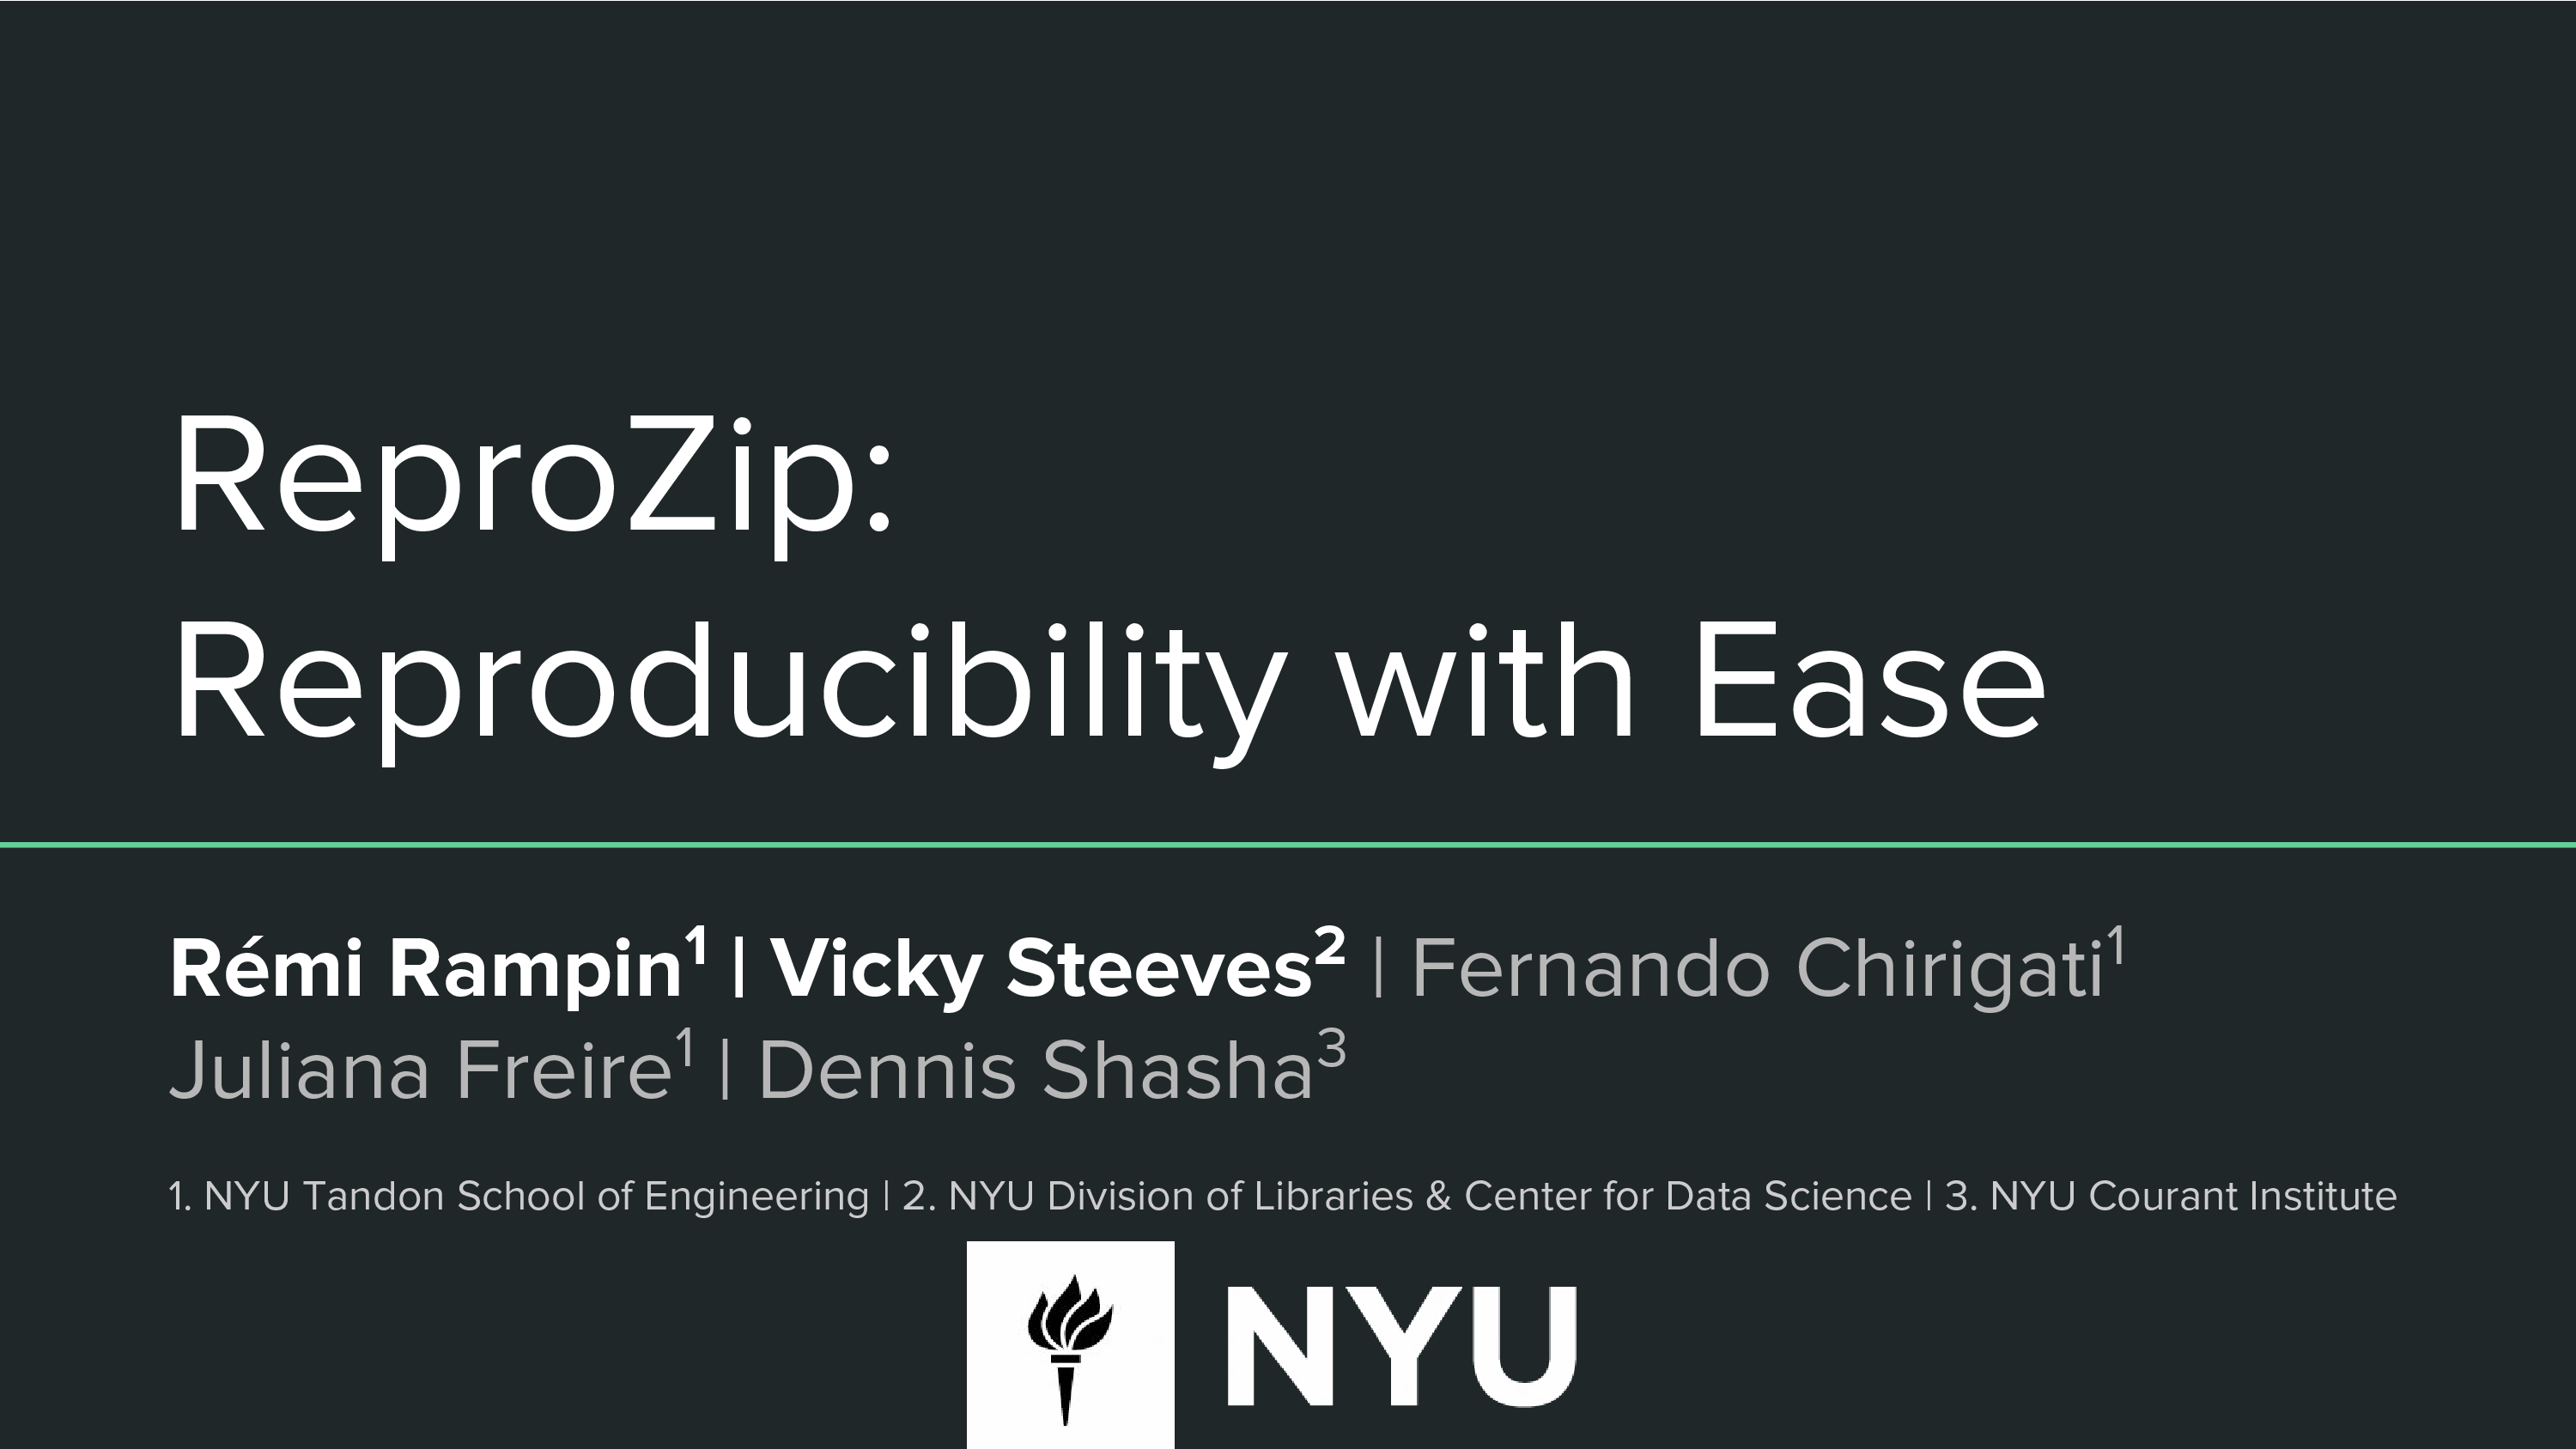 ReproZip:
Reproducibility with Ease
Rémi Rampin¹ | Vicky Steeves² | Fernando Chirigati¹
Juliana Freire¹ | Dennis Shasha³
1. NYU Tandon School of Engineering | 2. NYU Division of Libraries & Center for Data Science | 3. NYU Courant Institute
NYU